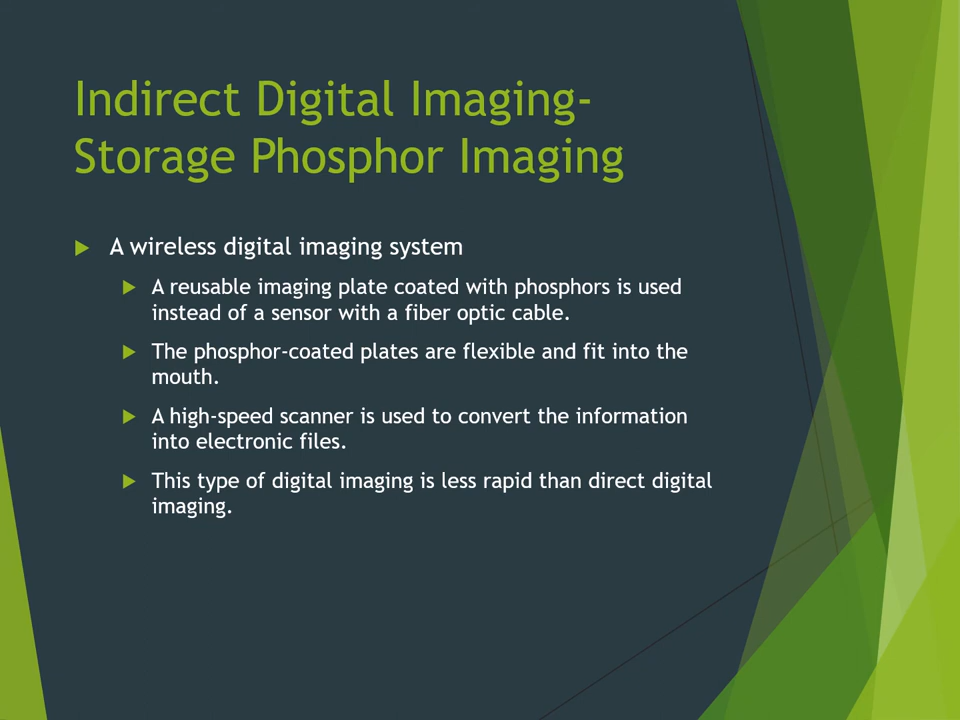 Indirect Digital Imaging-
Storage Phosphor Imaging
A wireless digital imaging system
A reusable imaging plate coated with phosphors is used
instead of a sensor with a fiber optic cable.
The phosphor-coated plates are flexible and fit into the
mouth.
A high-speed scanner is used to convert the information
into electronic files.
This type of digital imaging is less rapid than direct digital
imaging.